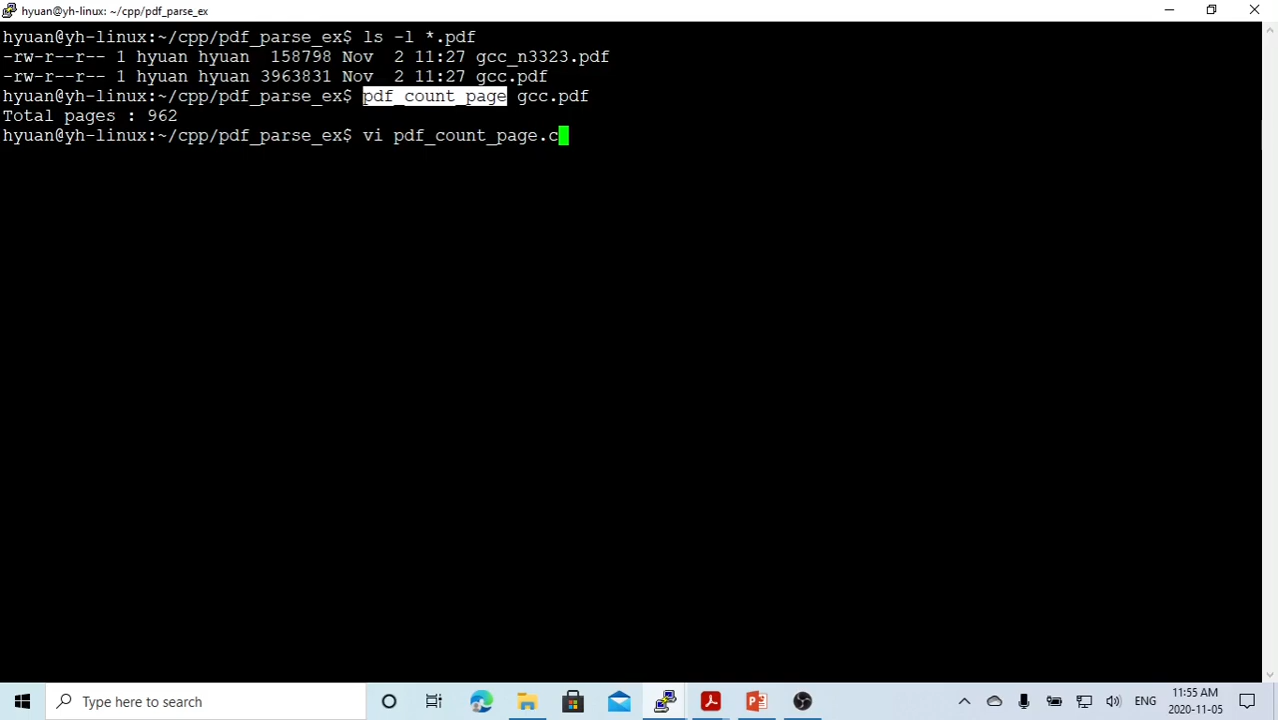 hyuan@yh-linux: ~/cpp/pdf_parse_ex
hyuan@yh-linux:~/cpp/pdf_parse_ex$ ls -l *.pdf
-rw-r--r-- 1 hyuan hyuan  158798 Nov  2 11:27 gcc_n3323.pdf
-rw-r--r-- 1 hyuan hyuan 3963831 Nov  2 11:27 gcc.pdf
hyuan@yh-linux:~/cpp/pdf_parse_ex$ pdf_count_page gcc.pdf
Total pages : 962
hyuan@yh-linux:~/cpp/pdf_parse_ex$ vi pdf_count_page.c
Type here to search
ENG
11:55 AM
2020-11-05